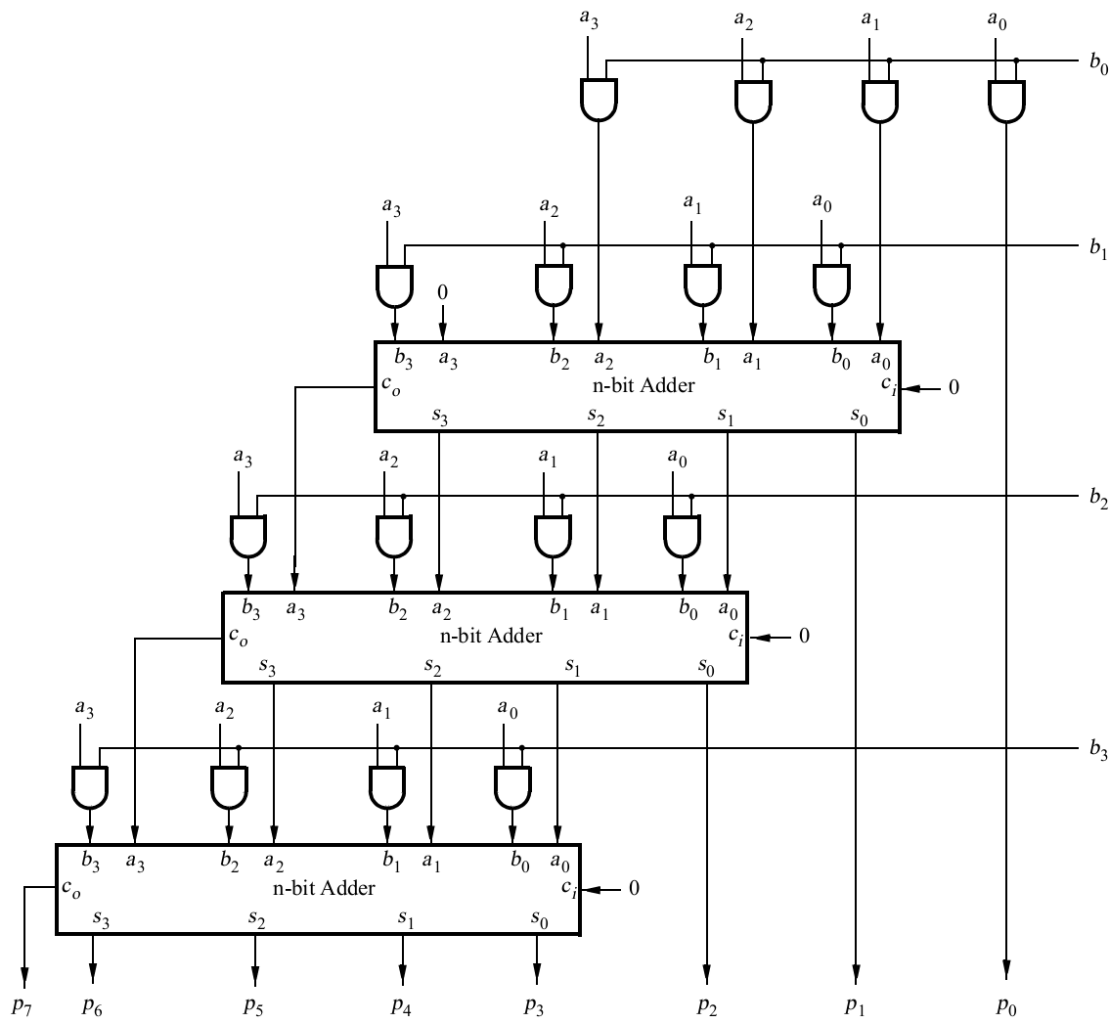 a₃ a₂ a₁ a₀
b₀
a₃ a₂ a₁ a₀
b₁
0
b₃ a₃ b₂ a₂ b₁ a₁ b₀ a₀
cₒ n-bit Adder cᵢ 0
s₃ s₂ s₁ s₀
a₃ a₂ a₁ a₀
b₂
b₃ a₃ b₂ a₂ b₁ a₁ b₀ a₀
cₒ n-bit Adder cᵢ 0
s₃ s₂ s₁ s₀
a₃ a₂ a₁ a₀
b₃
b₃ a₃ b₂ a₂ b₁ a₁ b₀ a₀
cₒ n-bit Adder cᵢ 0
s₃ s₂ s₁ s₀
p₇ p₆ p₅ p₄ p₃ p₂ p₁ p₀